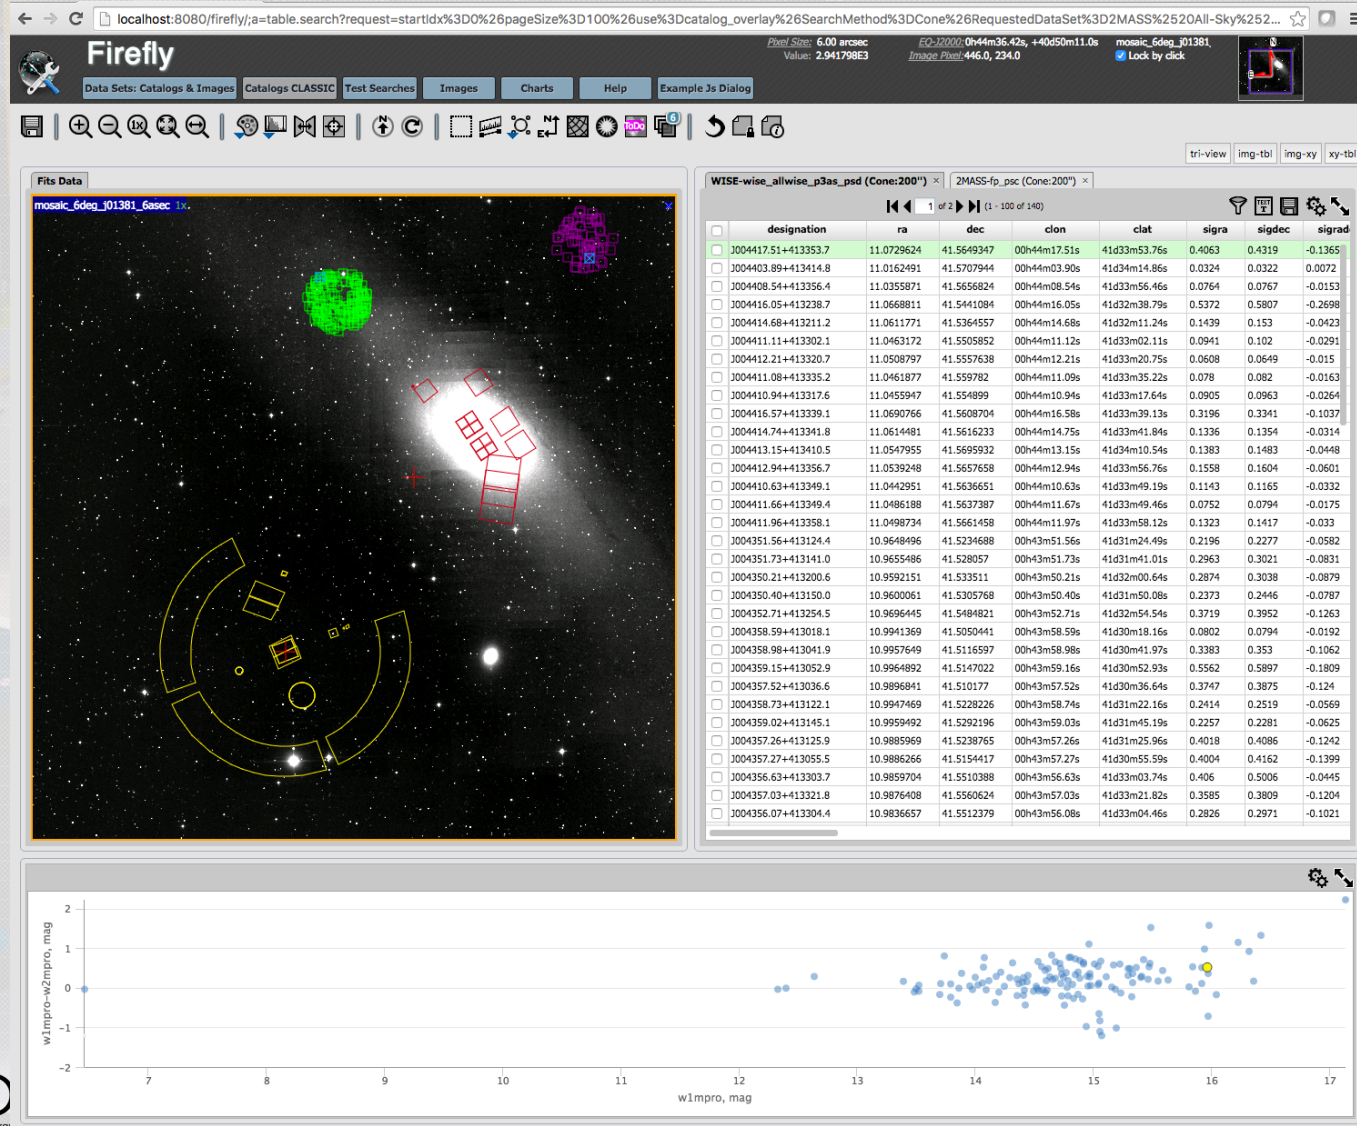 localhost:8080/firefly/;a=table.search?request=startIdx%3D0%26pageSize%3D100%26use%3Dcatalog_overlay%26SearchMethod%3DCone%26RequestedDataSet%3D2MASS%2520All-Sky%252...
Firefly
Pixel Size: 6.00 arcsec EQ-J2000: 0h44m36.42s, +40d50m11.0s mosaic_6deg_j01381_
Value: 2.941798E3 Image Pixel: 446.0, 234.0 Lock by click
Data Sets: Catalogs & Images Catalogs CLASSIC Test Searches Images Charts Help Example Js Dialog
1x ToDo 6
tri-view img-tbl img-xy xy-tbl
Fits Data
mosaic_6deg_j01381_6asec 1x.
N
E
WISE-wise_allwise_p3as_psd (Cone:200") × 2MASS-fp_psc (Cone:200") ×
1 of 2 (1 - 100 of 140)
designation ra dec clon clat sigra sigdec sigrad
J004417.51+413353.7 11.0729624 41.5649347 00h44m17.51s 41d33m53.76s 0.4063 0.4319 -0.1365
J004403.89+413414.8 11.0162491 41.5707944 00h44m03.90s 41d34m14.86s 0.0324 0.0322 0.0072
J004408.54+413356.4 11.0355871 41.5656824 00h44m08.54s 41d33m56.46s 0.0764 0.0767 -0.0153
J004416.05+413238.7 11.0668811 41.5441084 00h44m16.05s 41d32m38.79s 0.5372 0.5807 -0.2698
J004414.68+413211.2 11.0611771 41.5364557 00h44m14.68s 41d32m11.24s 0.1439 0.153 -0.0423
J004411.11+413302.1 11.0463172 41.5505852 00h44m11.12s 41d33m02.11s 0.0941 0.102 -0.0291
J004412.21+413320.7 11.0508797 41.5557638 00h44m12.21s 41d33m20.75s 0.0608 0.0649 -0.015
J004411.08+413335.2 11.0461877 41.559782 00h44m11.09s 41d33m35.22s 0.078 0.082 -0.0163
J004410.94+413317.6 11.0455947 41.554899 00h44m10.94s 41d33m17.64s 0.0905 0.0963 -0.0264
J004416.57+413339.1 11.0690766 41.5608704 00h44m16.58s 41d33m39.13s 0.3196 0.3341 -0.1037
J004414.74+413341.8 11.0614481 41.5616233 00h44m14.75s 41d33m41.84s 0.1336 0.1354 -0.0314
J004413.15+413410.5 11.0547955 41.5695932 00h44m13.15s 41d34m10.54s 0.1383 0.1483 -0.0448
J004412.94+413356.7 11.0539248 41.5657658 00h44m12.94s 41d33m56.76s 0.1558 0.1604 -0.0601
J004410.63+413349.1 11.0442951 41.5636651 00h44m10.63s 41d33m49.19s 0.1143 0.1165 -0.0332
J004411.66+413349.4 11.0486188 41.5637387 00h44m11.67s 41d33m49.46s 0.0752 0.0794 -0.0175
J004411.96+413358.1 11.0498734 41.5661458 00h44m11.97s 41d33m58.12s 0.1323 0.1417 -0.033
J004351.56+413124.4 10.9648496 41.5234688 00h43m51.56s 41d31m24.49s 0.2196 0.2277 -0.0582
J004351.73+413141.0 10.9655486 41.528057 00h43m51.73s 41d31m41.01s 0.2963 0.3021 -0.0831
J004350.21+413200.6 10.9592151 41.533511 00h43m50.21s 41d32m00.64s 0.2874 0.3038 -0.0879
J004350.40+413150.0 10.9600061 41.5305768 00h43m50.40s 41d31m50.08s 0.2373 0.2446 -0.0787
J004352.71+413254.5 10.9696445 41.5484821 00h43m52.71s 41d32m54.54s 0.3719 0.3952 -0.1263
J004358.59+413018.1 10.9941369 41.5050441 00h43m58.59s 41d30m18.16s 0.0802 0.0794 -0.0192
J004358.98+413041.9 10.9957649 41.5116597 00h43m58.98s 41d30m41.97s 0.3383 0.353 -0.1062
J004359.15+413052.9 10.9964892 41.5147022 00h43m59.16s 41d30m52.93s 0.5562 0.5897 -0.1809
J004357.52+413036.6 10.9896841 41.510177 00h43m57.52s 41d30m36.64s 0.3747 0.3875 -0.124
J004358.73+413122.1 10.9947469 41.5228226 00h43m58.74s 41d31m22.16s 0.2414 0.2519 -0.0569
J004359.02+413145.1 10.9959492 41.5292196 00h43m59.03s 41d31m45.19s 0.2257 0.2281 -0.0625
J004357.26+413125.9 10.9885969 41.5238765 00h43m57.26s 41d31m25.96s 0.4018 0.4086 -0.1242
J004357.27+413055.5 10.9886266 41.5154417 00h43m57.27s 41d30m55.59s 0.4004 0.4162 -0.1399
J004356.63+413303.7 10.9859704 41.5510388 00h43m56.63s 41d33m03.74s 0.406 0.5006 -0.0445
J004357.03+413321.8 10.9876408 41.5560624 00h43m57.03s 41d33m21.82s 0.3585 0.3809 -0.1204
J004356.07+413304.4 10.9836657 41.5512379 00h43m56.08s 41d33m04.46s 0.2826 0.2971 -0.1021
w1mpro-w2mpro, mag
2
1
0
-1
-2
7 8 9 10 11 12 13 14 15 16 17
w1mpro, mag